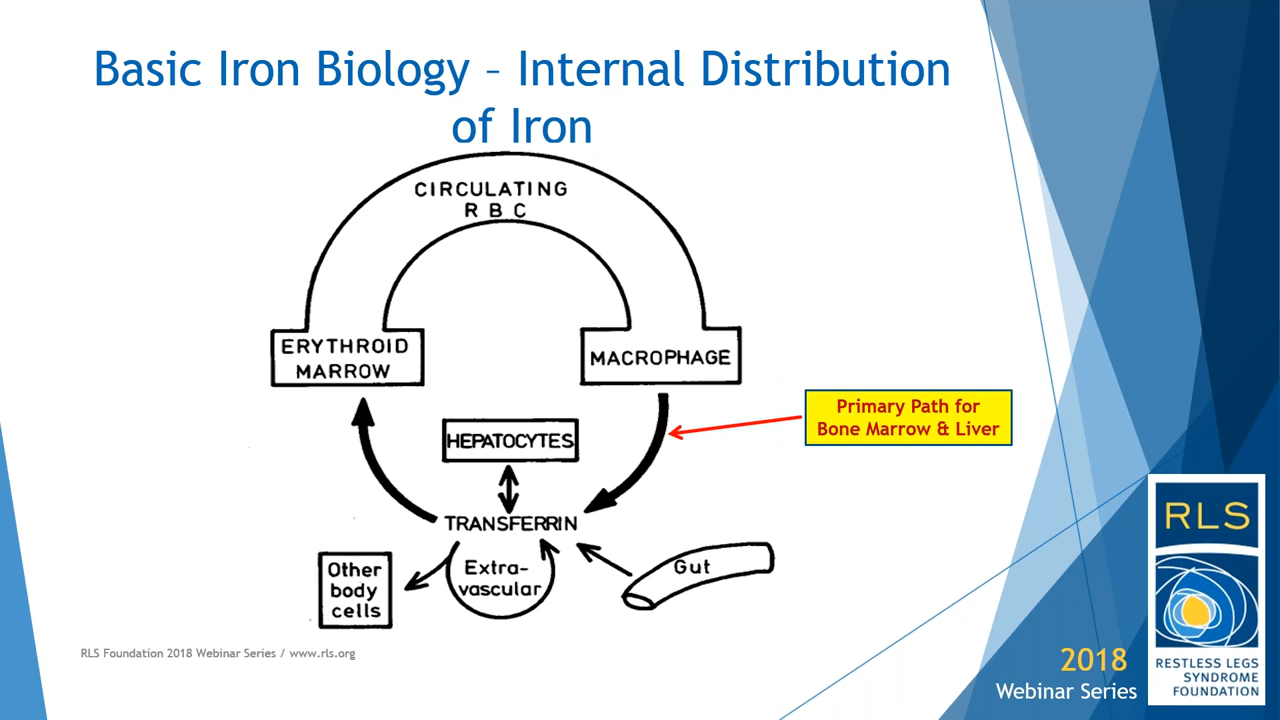 Basic Iron Biology – Internal Distribution
of Iron
CIRCULATING
R B C
ERYTHROID
MARROW
MACROPHAGE
Primary Path for
Bone Marrow & Liver
HEPATOCYTES
TRANSFERRIN
Other
body
cells
Extra-
vascular
Gut
RLS Foundation 2018 Webinar Series / www.rls.org
2018
Webinar Series
RLS
RESTLESS LEGS
SYNDROME
FOUNDATION